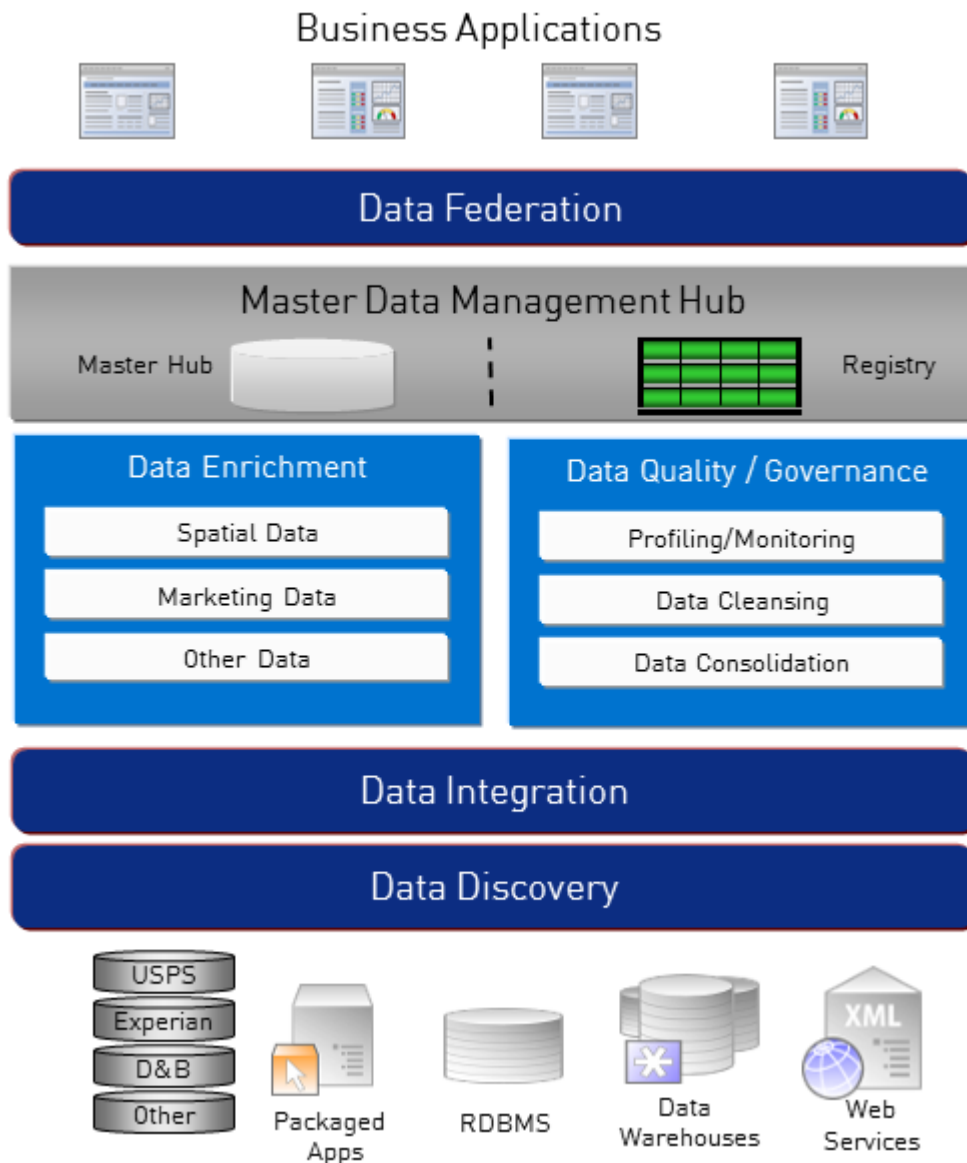 Business Applications
Data Federation
Master Data Management Hub
Master Hub
Registry
Data Enrichment
Spatial Data
Marketing Data
Other Data
Data Quality / Governance
Profiling/Monitoring
Data Cleansing
Data Consolidation
Data Integration
Data Discovery
USPS
Experian
D&B
Other
Packaged
Apps
RDBMS
Data
Warehouses
XML
Web
Services